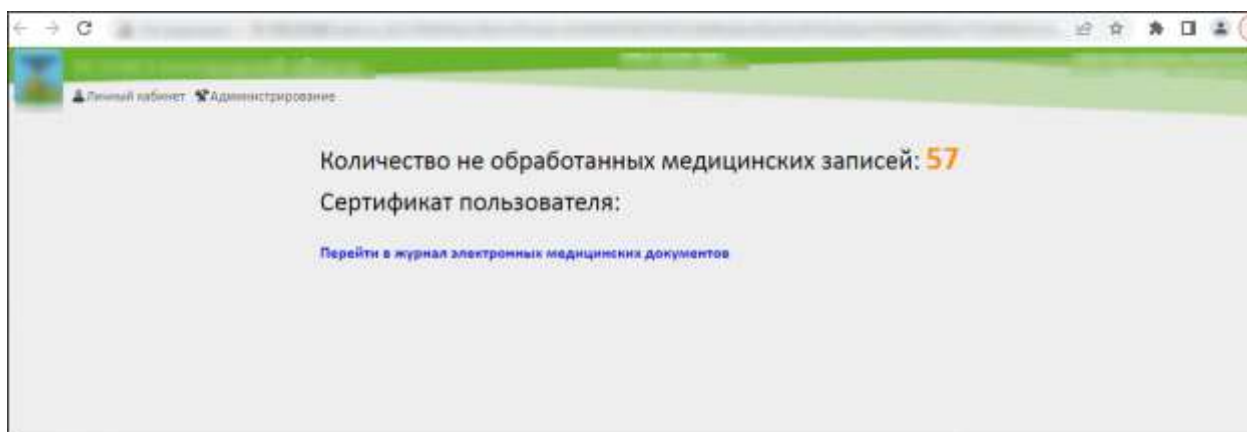 Личный кабинет Администрирование
Количество не обработанных медицинских записей: 57
Сертификат пользователя:
Перейти в журнал электронных медицинских документов